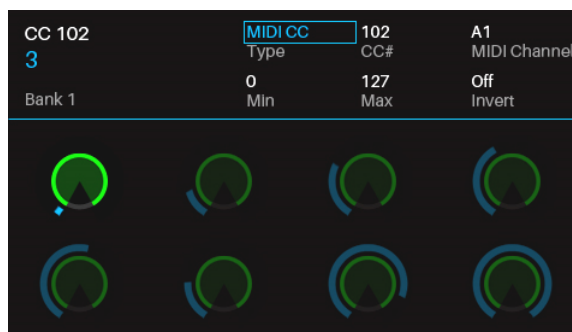 CC 102
3
Bank 1
MIDI CC
Type
102
CC#
A1
MIDI Channel
0
Min
127
Max
Off
Invert